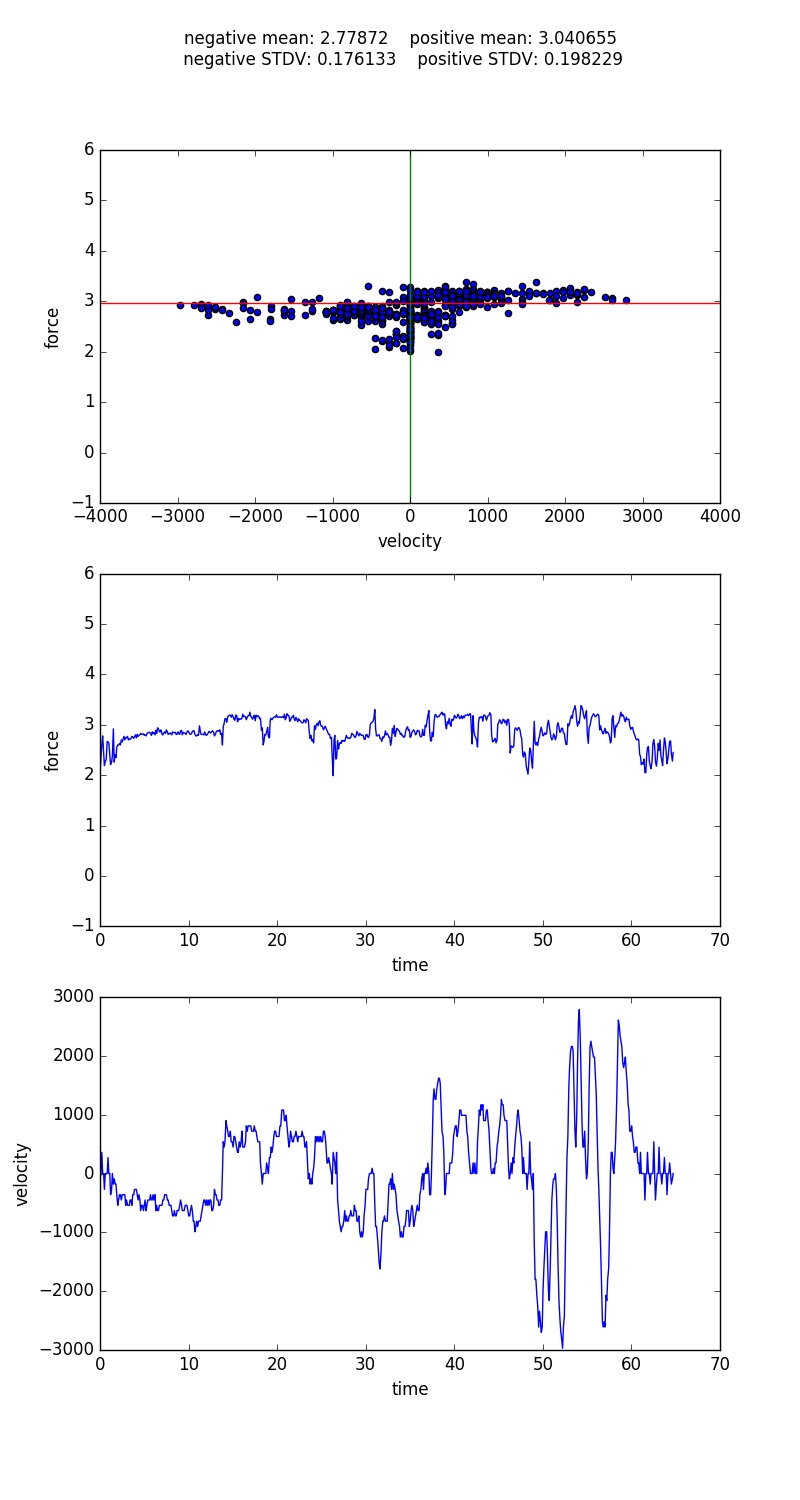 negative mean: 2.77872    positive mean: 3.040655
negative STDV: 0.176133    positive STDV: 0.198229
6
5
4
3
2
1
0
−1
force
−4000 −3000 −2000 −1000 0 1000 2000 3000 4000
velocity
6
5
4
3
2
1
0
−1
force
0 10 20 30 40 50 60 70
time
3000
2000
1000
0
−1000
−2000
−3000
velocity
0 10 20 30 40 50 60 70
time